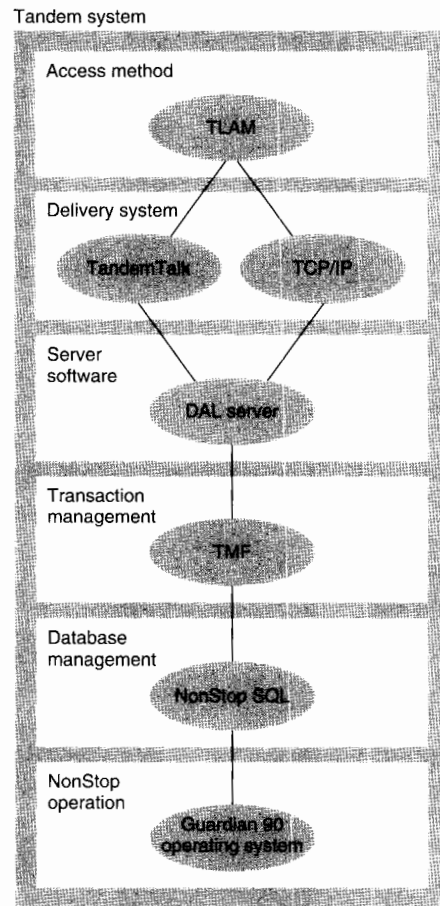 Tandem system
Access method
TLAM
Delivery system
TandemTalk
TCP/IP
Server
software
DAL server
Transaction
management
TMF
Database
management
NonStop SQL
NonStop
operation
Guardian 90
operating system